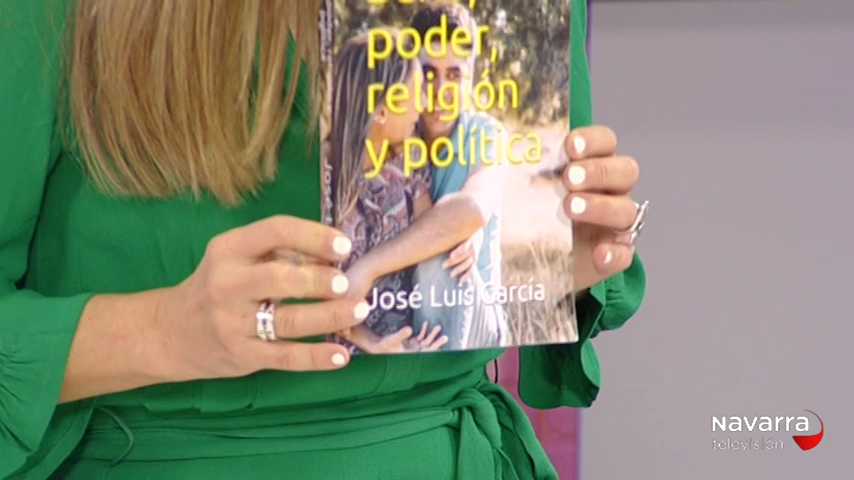 poder,
religión
y política
José Luis García
NAVARRA
televisión